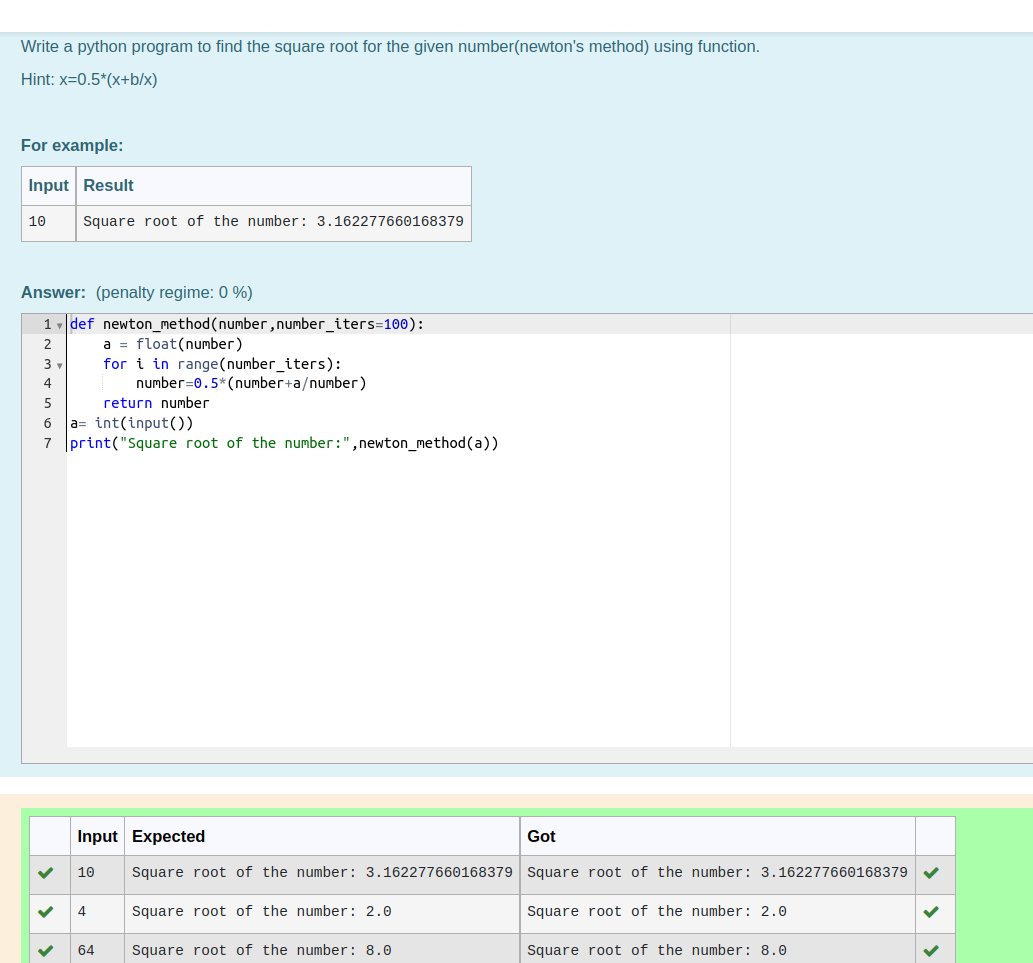 Write a python program to find the square root for the given number(newton's method) using function.
Hint: x=0.5*(x+b/x)
For example:
Input Result
10 Square root of the number: 3.162277660168379
Answer: (penalty regime: 0 %)
1 def newton_method(number,number_iters=100):
2     a = float(number)
3     for i in range(number_iters):
4         number=0.5*(number+a/number)
5     return number
6 a= int(input())
7 print("Square root of the number:",newton_method(a))
Input Expected Got
10 Square root of the number: 3.162277660168379 Square root of the number: 3.162277660168379
4 Square root of the number: 2.0 Square root of the number: 2.0
64 Square root of the number: 8.0 Square root of the number: 8.0